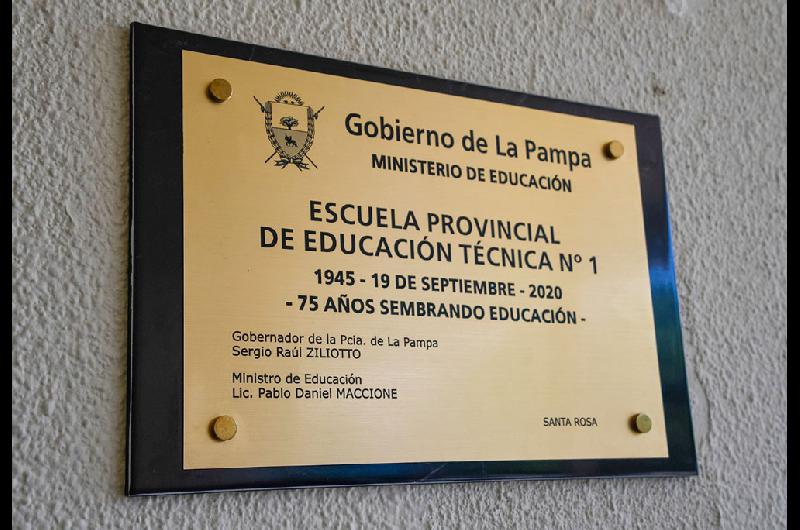 Gobierno de La Pampa
MINISTERIO DE EDUCACIÓN
ESCUELA PROVINCIAL
DE EDUCACIÓN TÉCNICA Nº 1
1945 - 19 DE SEPTIEMBRE - 2020
- 75 AÑOS SEMBRANDO EDUCACIÓN -
Gobernador de la Pcia. de La Pampa
Sergio Raúl ZILIOTTO
Ministro de Educación
Lic. Pablo Daniel MACCIONE
SANTA ROSA